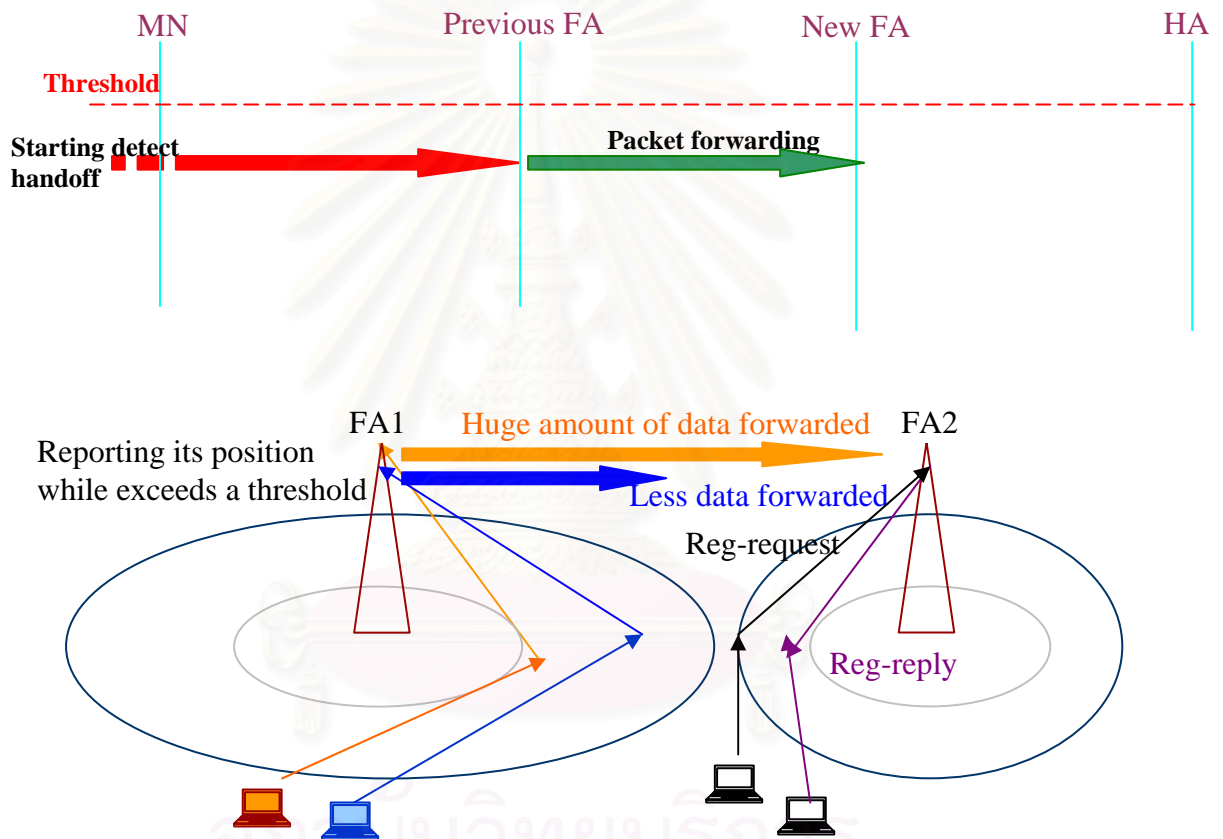 MN
Previous FA
New FA
HA
Threshold
Starting detect
handoff
Packet forwarding
FA1
Huge amount of data forwarded
FA2
Reporting its position
while exceeds a threshold
Less data forwarded
Reg-request
Reg-reply